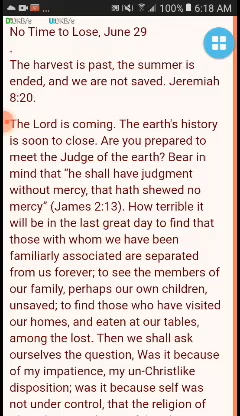 100% 6:18 AM
No Time to Lose, June 29
.
The harvest is past, the summer is
ended, and we are not saved. Jeremiah
8:20.
The Lord is coming. The earth's history
is soon to close. Are you prepared to
meet the Judge of the earth? Bear in
mind that “he shall have judgment
without mercy, that hath shewed no
mercy” (James 2:13). How terrible it
will be in the last great day to find that
those with whom we have been
familiarly associated are separated
from us forever; to see the members of
our family, perhaps our own children,
unsaved; to find those who have visited
our homes, and eaten at our tables,
among the lost. Then we shall ask
ourselves the question, Was it because
of my impatience, my un-Christlike
disposition; was it because self was
not under control, that the religion of